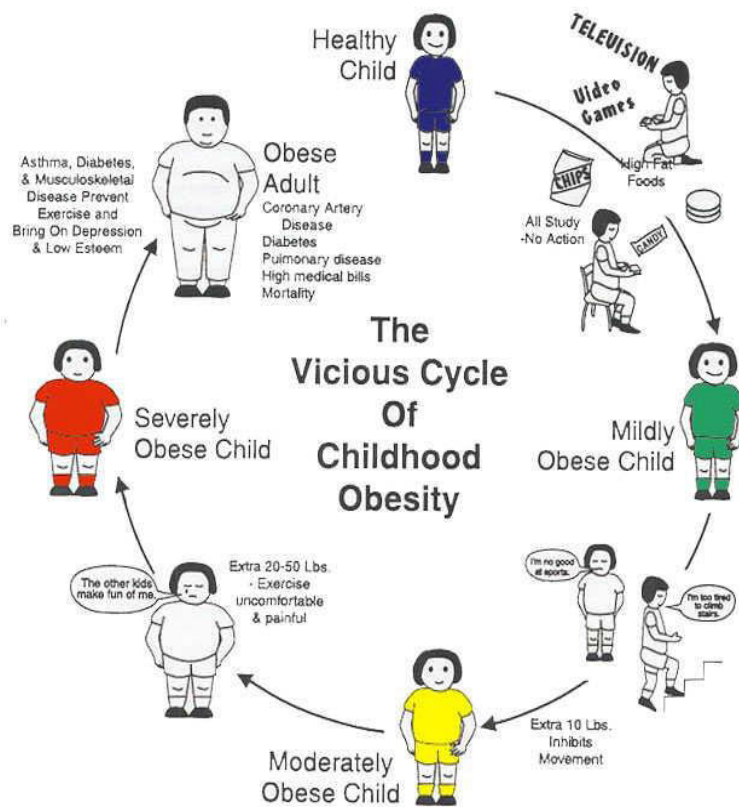 Healthy
Child
TELEVISION
Video
Games
High Fat
Foods
CHIPS
All Study
-No Action
CANDY
The
Vicious Cycle
Of
Childhood
Obesity
Mildly
Obese Child
I'm no good
at sports.
I'm too tired
to climb
stairs.
Extra 10 Lbs.
Inhibits
Movement
Moderately
Obese Child
Extra 20-50 Lbs.
- Exercise
uncomfortable
& painful
The other kids
make fun of me.
Severely
Obese Child
Asthma, Diabetes,
& Musculoskeletal
Disease Prevent
Exercise and
Bring On Depression
& Low Esteem
Obese
Adult
Coronary Artery
Disease
Diabetes
Pulmonary disease
High medical bills
Mortality